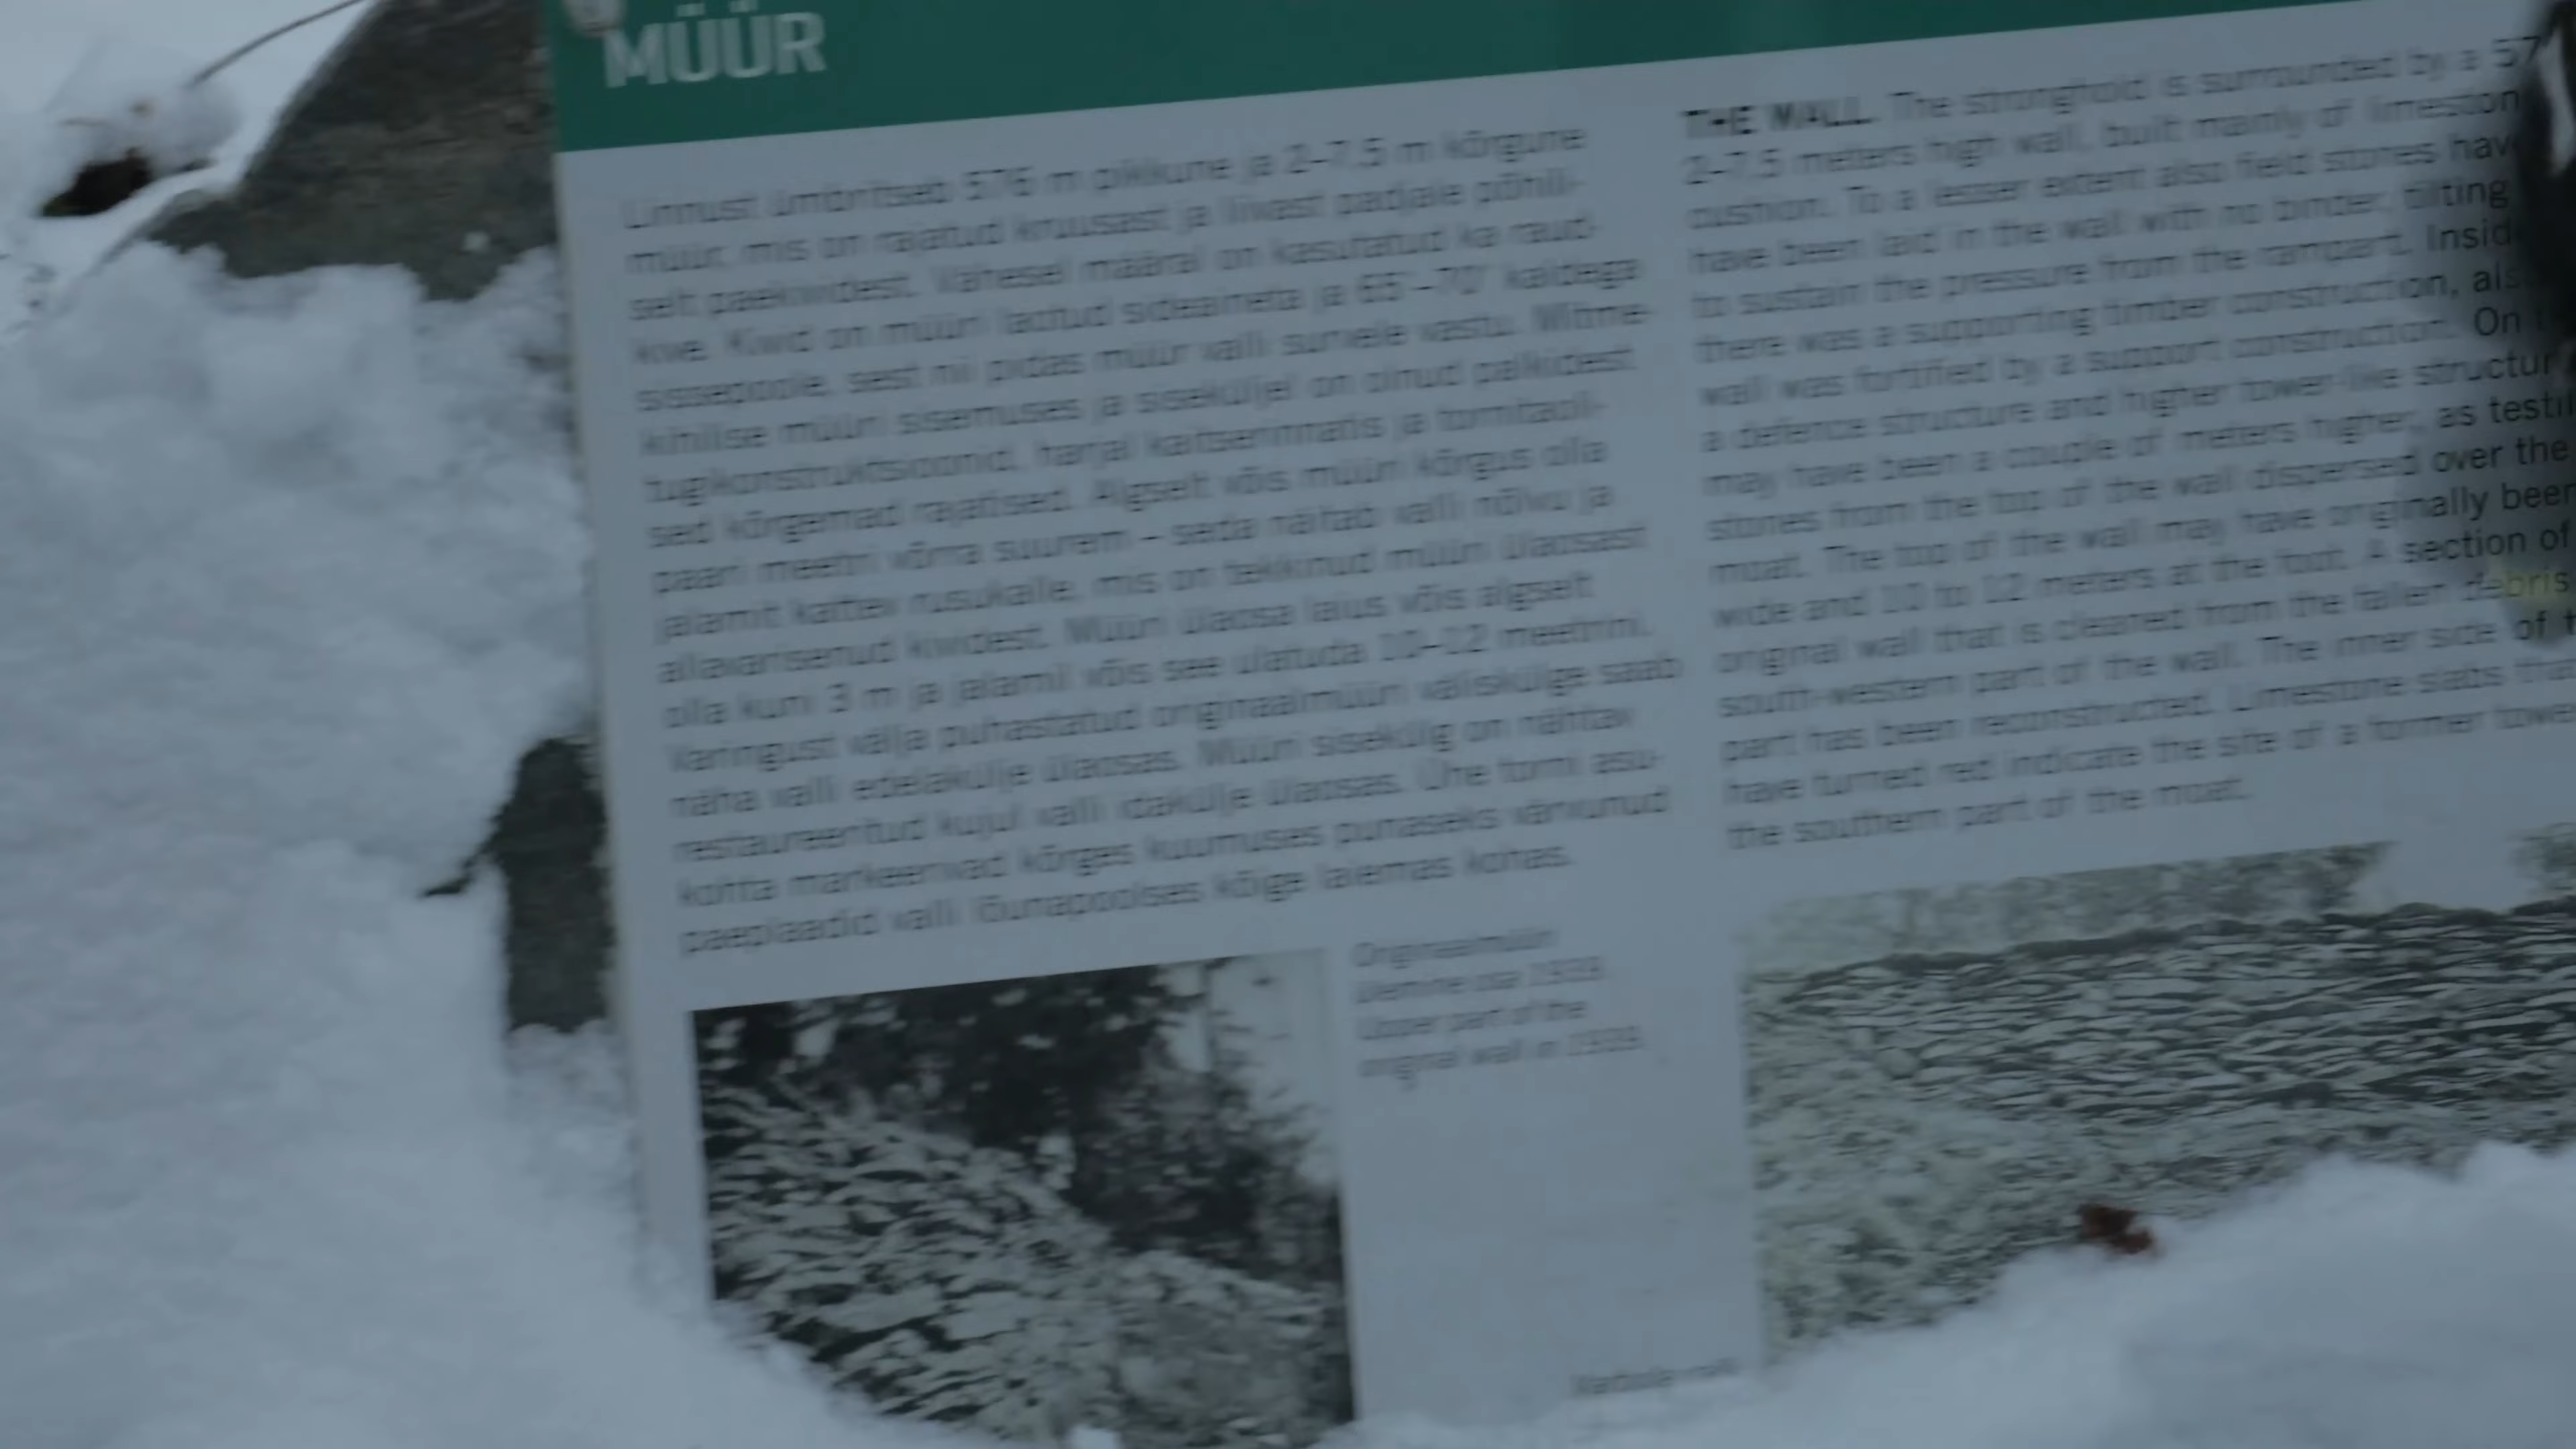 MÜÜR
Linnust ümbritseb 576 m pikkune ja 2–7,5 m kõrgune
müür, mis on rajatud kruusast ja liivast padjale põhili-
selt paekividest. Vähesel määral on kasutatud ka raud-
kive. Kivid on müüri laotud sideaineta ja 65°–70° kaldega
sissepoole, sest nii pidas müür valli survele vastu. Mitme-
kihilise müüri sisemuses ja siseküljel on olnud palkidest
tugikonstruktsioonid, harjal kaitserinnatis ja tornitaoli-
sed kõrgemad rajatised. Algselt võis müüri kõrgus olla
paari meetri võrra suurem – seda näitab valli nõlvu ja
jalamit kattev rusukalle, mis on tekkinud müüri ülaosast
allavarisenud kividest. Müüri ülaosa laius võis algselt
olla kuni 3 m ja jalamil võis see ulatuda 10–12 meetrini.
Varingust välja puhastatud originaalmüüri väliskülge saab
näha valli edelakülje ülaosas. Müüri sisekülg on nähtav
restaureeritud kujul valli idakülje ülaosas. Ühe torni asu-
kohta markeerivad kõrges kuumuses punaseks värvunud
paeplaadid valli lõunapoolses kõige laiemas kohas.
THE WALL. The stronghold is surrounded by a 57
2–7.5 meters high wall, built mainly of limeston
cushion. To a lesser extent also field stones hav
have been laid in the wall with no binder, tilting
to sustain the pressure from the rampart. Insid
there was a supporting timber construction, als
wall was fortified by a support construction. On
a defence structure and higher tower-like structur
may have been a couple of meters higher, as testi
stones from the top of the wall dispersed over the
moat. The top of the wall may have originally been
wide and 10 to 12 meters at the foot. A section of
original wall that is cleaned from the fallen debris
south-western part of the wall. The inner side of t
part has been reconstructed. Limestone slabs tha
have turned red indicate the site of a former towe
the southern part of the moat.
Originaalmüüri
ülemine osa 1939.
Upper part of the
original wall in 1939.